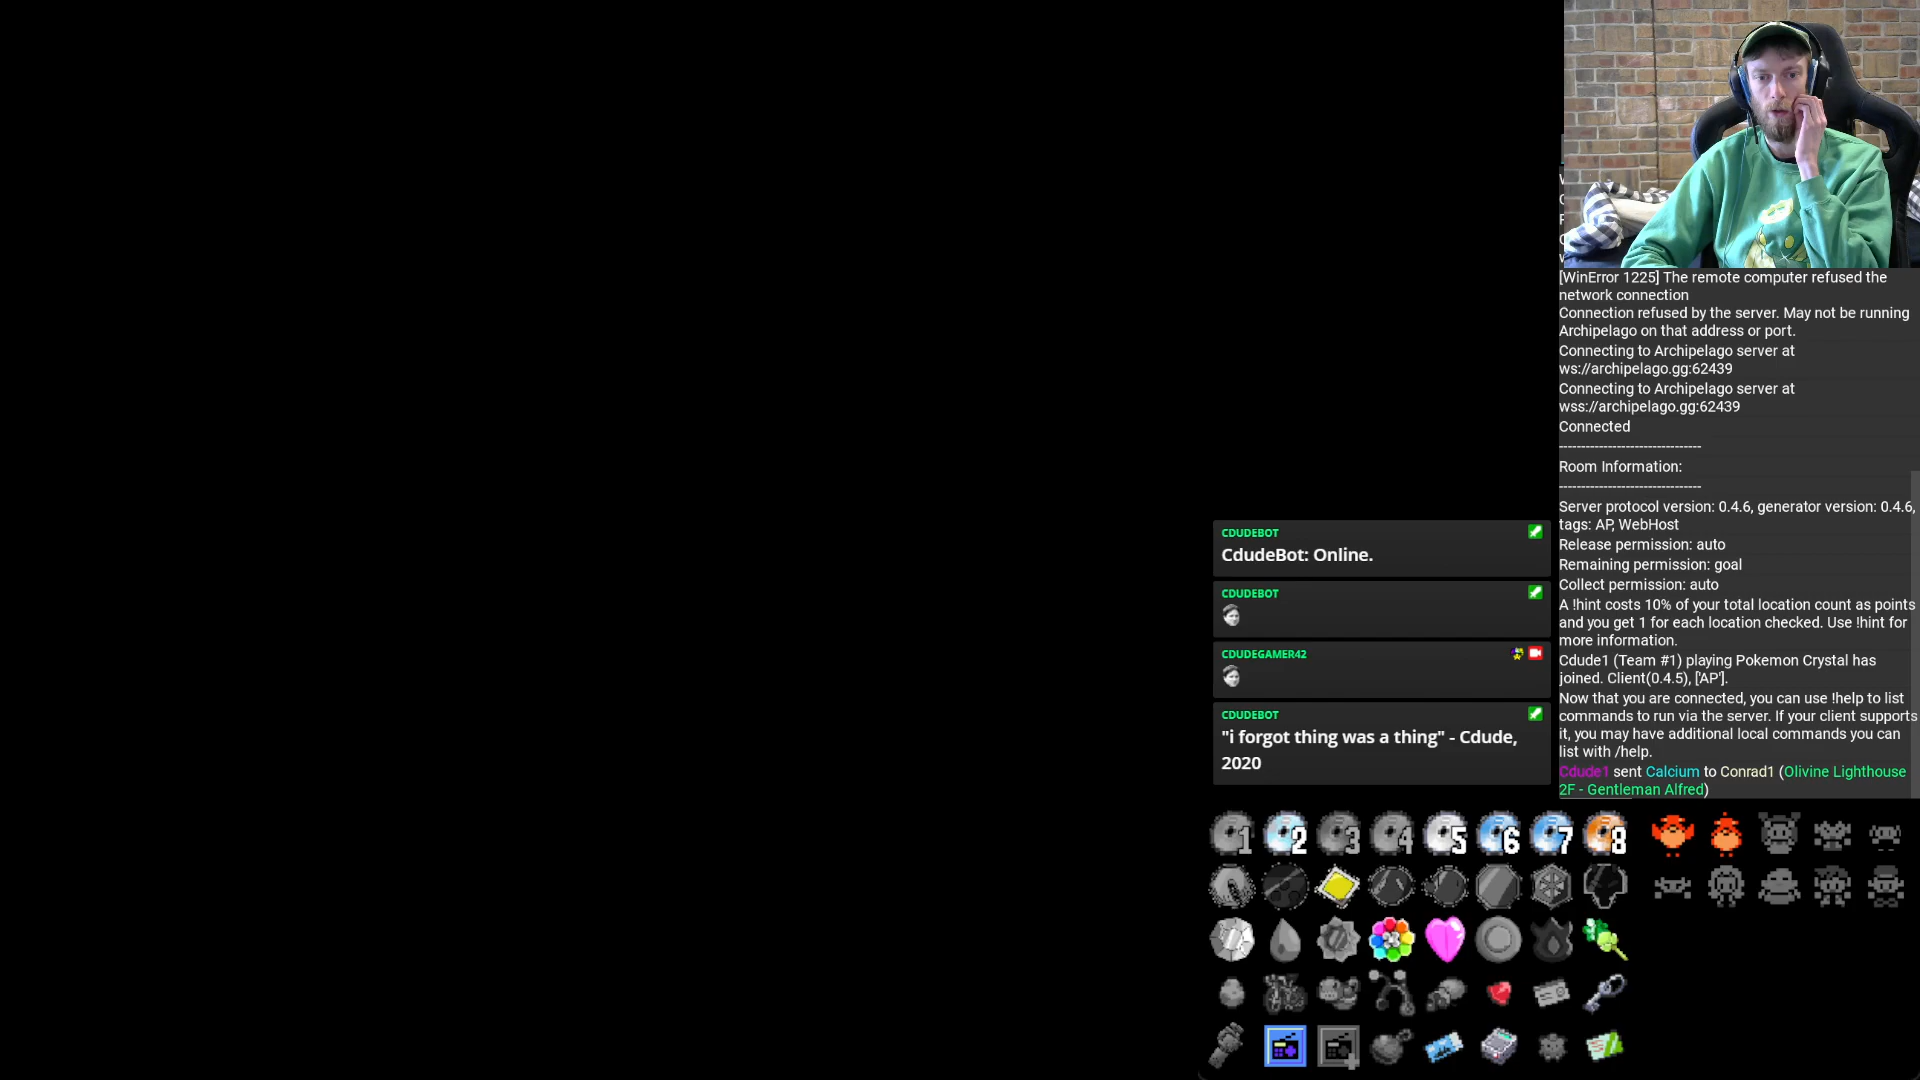 [WinError 1225] The remote computer refused the
network connection
Connection refused by the server. May not be running
Archipelago on that address or port.
Connecting to Archipelago server at
ws://archipelago.gg:62439
Connecting to Archipelago server at
wss://archipelago.gg:62439
Connected
--------------------------------
Room Information:
--------------------------------
Server protocol version: 0.4.6, generator version: 0.4.6,
tags: AP, WebHost
Release permission: auto
Remaining permission: goal
Collect permission: auto
A !hint costs 10% of your total location count as points
and you get 1 for each location checked. Use !hint for
more information.
Cdude1 (Team #1) playing Pokemon Crystal has
joined. Client(0.4.5), ['AP'].
Now that you are connected, you can use !help to list
commands to run via the server. If your client supports
it, you may have additional local commands you can
list with /help.
Cdude1 sent Calcium to Conrad1 (Olivine Lighthouse
2F - Gentleman Alfred)
CDUDEBOT
CdudeBot: Online.
CDUDEBOT
CDUDEGAMER42
CDUDEBOT
"i forgot thing was a thing" - Cdude,
2020
1 2 3 4 5 6 7 8